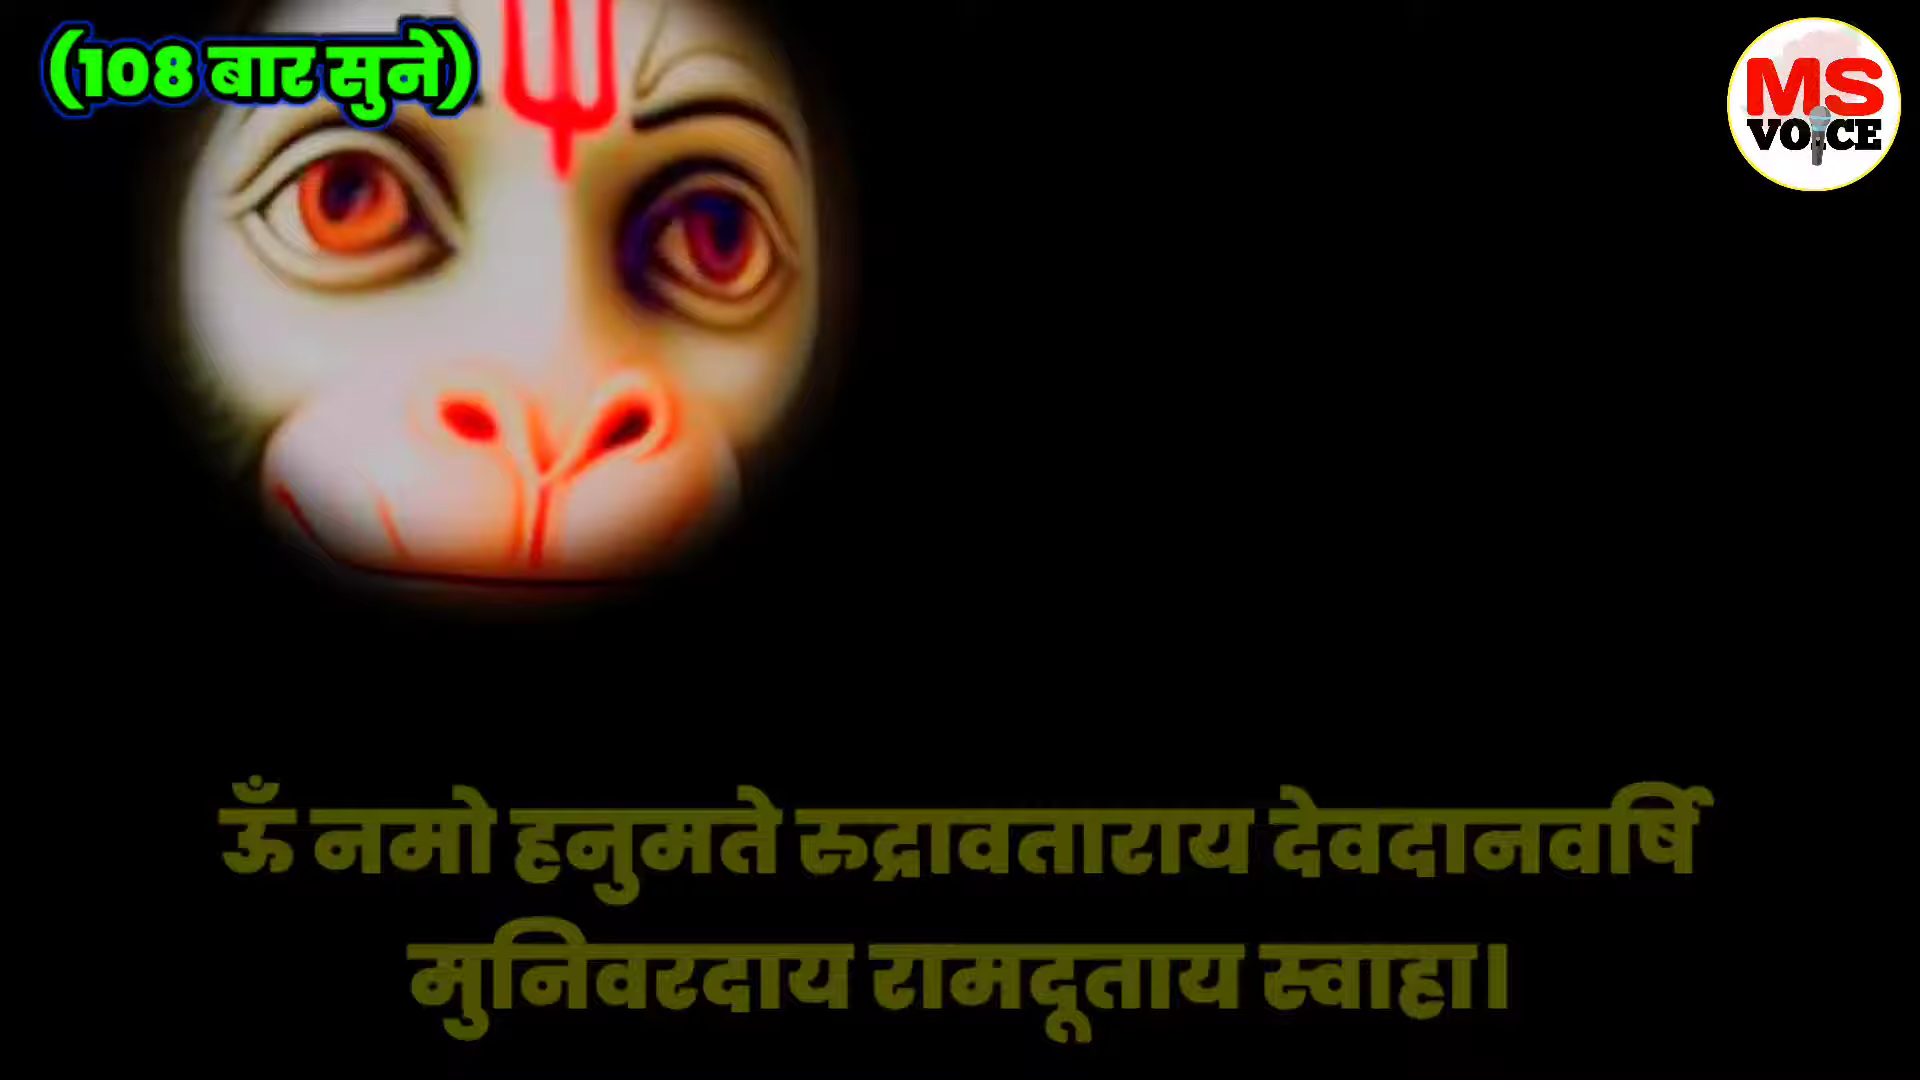 (108 बार सुने)
MS
VOICE
ऊँ नमो हनुमते रुद्रावताराय देवदानवर्षि
मुनिवरदाय रामदूताय स्वाहा।